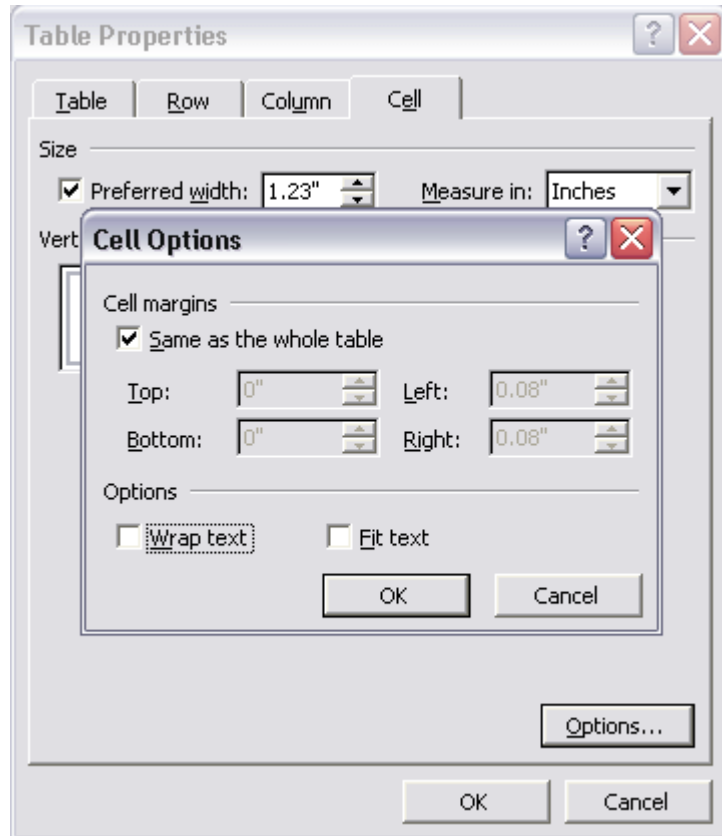 Table Properties
Table Row Column Cell
Size
Preferred width: 1.23" Measure in: Inches
Vert
Cell Options
Cell margins
Same as the whole table
Top: 0" Left: 0.08"
Bottom: 0" Right: 0.08"
Options
Wrap text Fit text
OK Cancel
Options...
OK Cancel